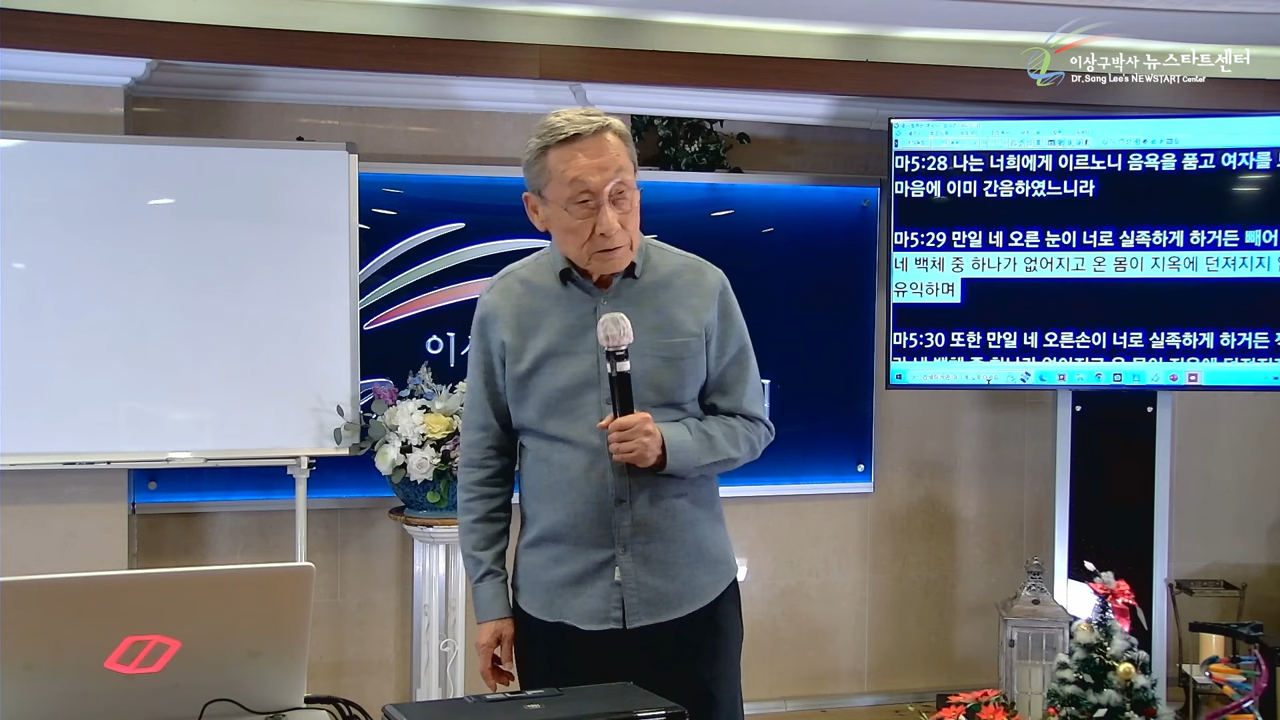 이상구박사 뉴스타트센터
Dr. Sang Lee's NEWSTART Center
마5:28 나는 너희에게 이르노니 음욕을 품고 여자를
마음에 이미 간음하였느니라
마5:29 만일 네 오른 눈이 너로 실족하게 하거든 빼어
네 백체 중 하나가 없어지고 온 몸이 지옥에 던져지지
유익하며
마5:30 또한 만일 네 오른손이 너로 실족하게 하거든
이